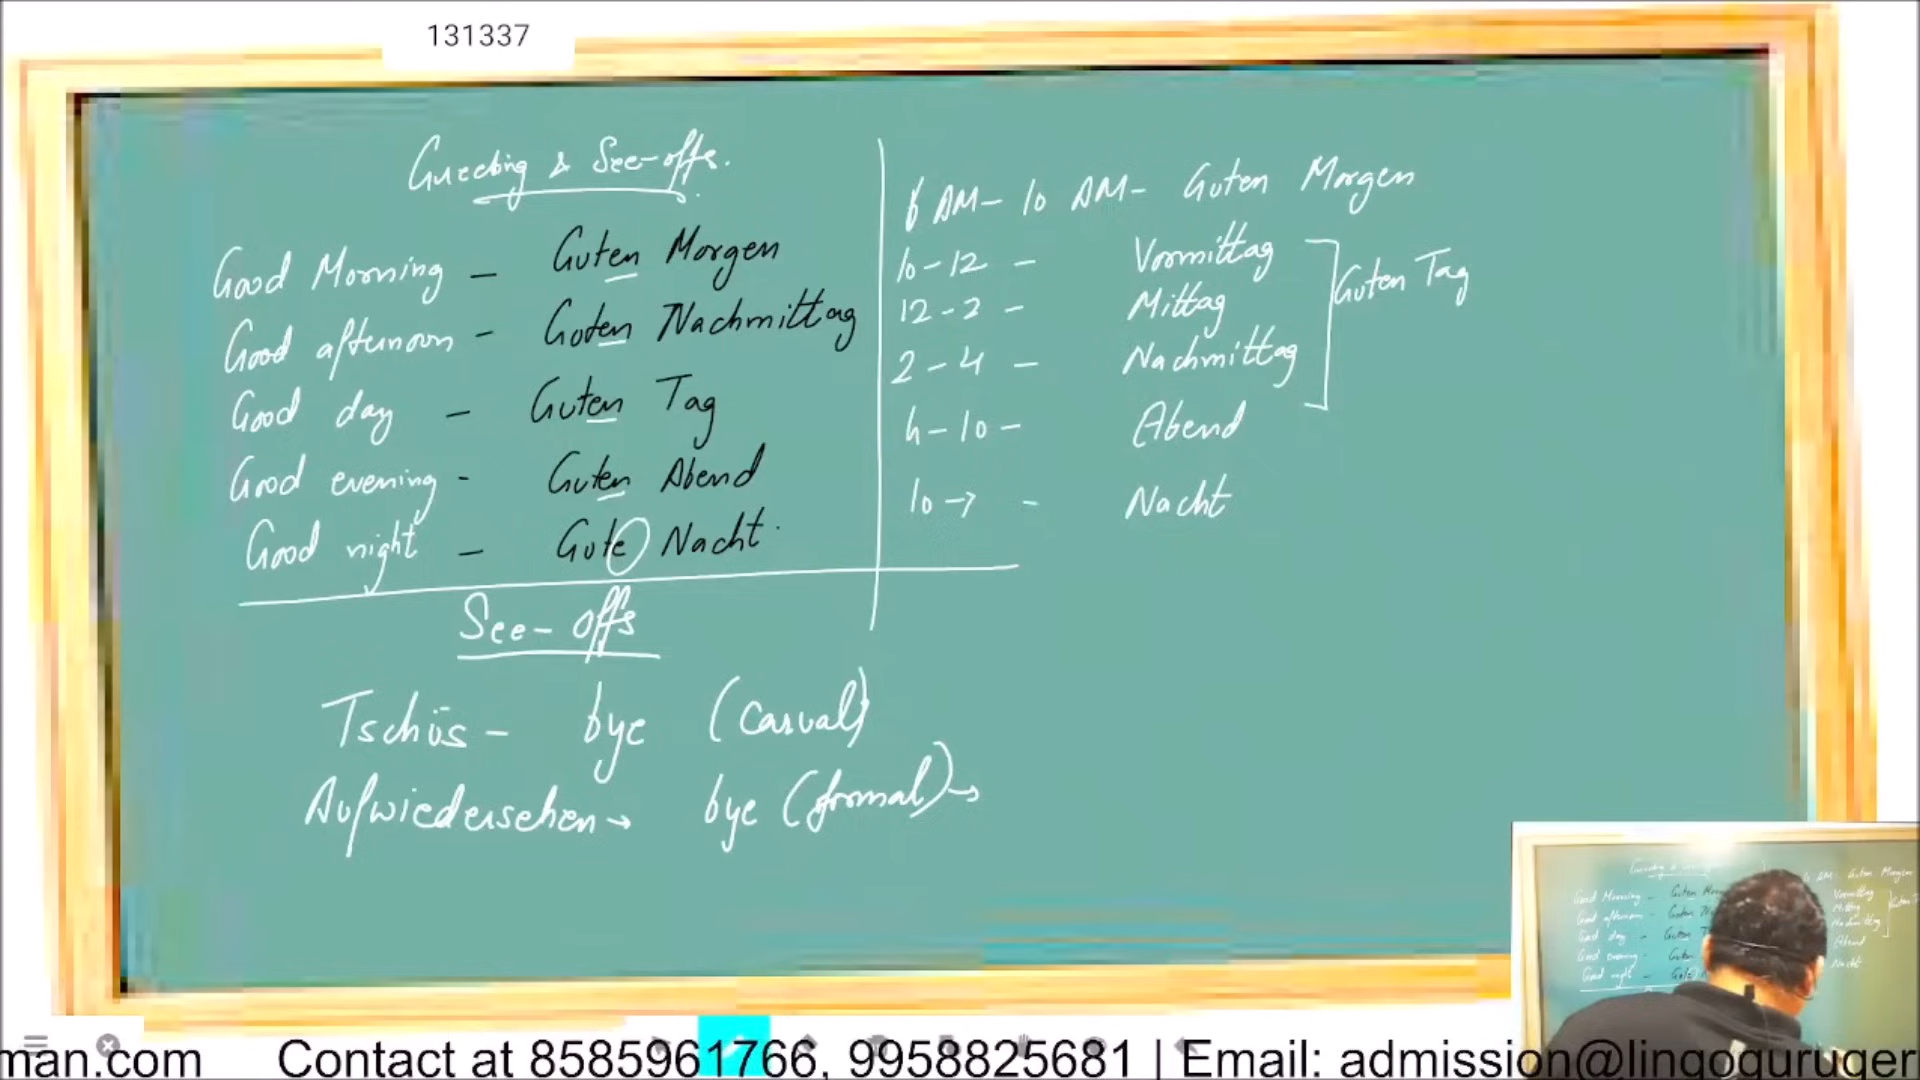 131337
Greeting & See-offs.
Good Morning - Guten Morgen
Good afternoon - Guten Nachmittag
Good day - Guten Tag
Good evening - Guten Abend
Good night - Gute Nacht.
See-offs
Tschüs - bye (casual)
Aufwiedersehen → bye (formal) →
6 AM - 10 AM - Guten Morgen
10-12 - Vormittag
12-2 - Mittag
2-4 - Nachmittag
Guten Tag
4-10 - Abend
10 → - Nacht
man.com Contact at 8585961766, 9958825681 | Email: admission@lingoguruger